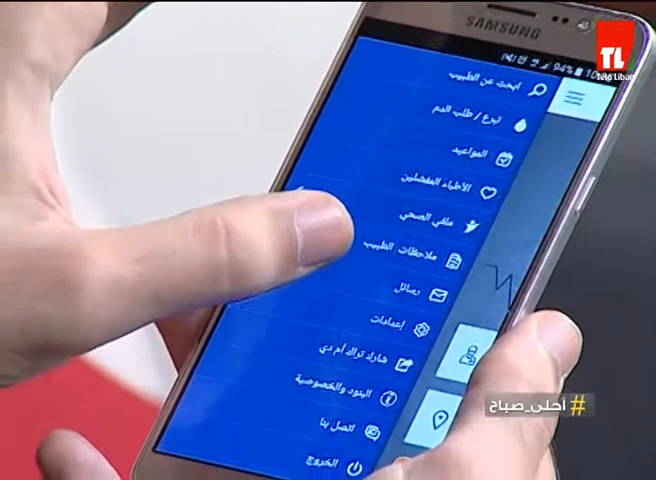 SAMSUNG
TL
Télé Liban
94%
ابحث عن الطبيب
تبرع / طلب الدم
المواعيد
الأطباء المفضلين
ملفي الصحي
ملاحظات الطبيب
رسائل
إعدادات
شارك تراك أم دي
البنود والخصوصية
اتصل بنا
الخروج
#أحلى_صباح